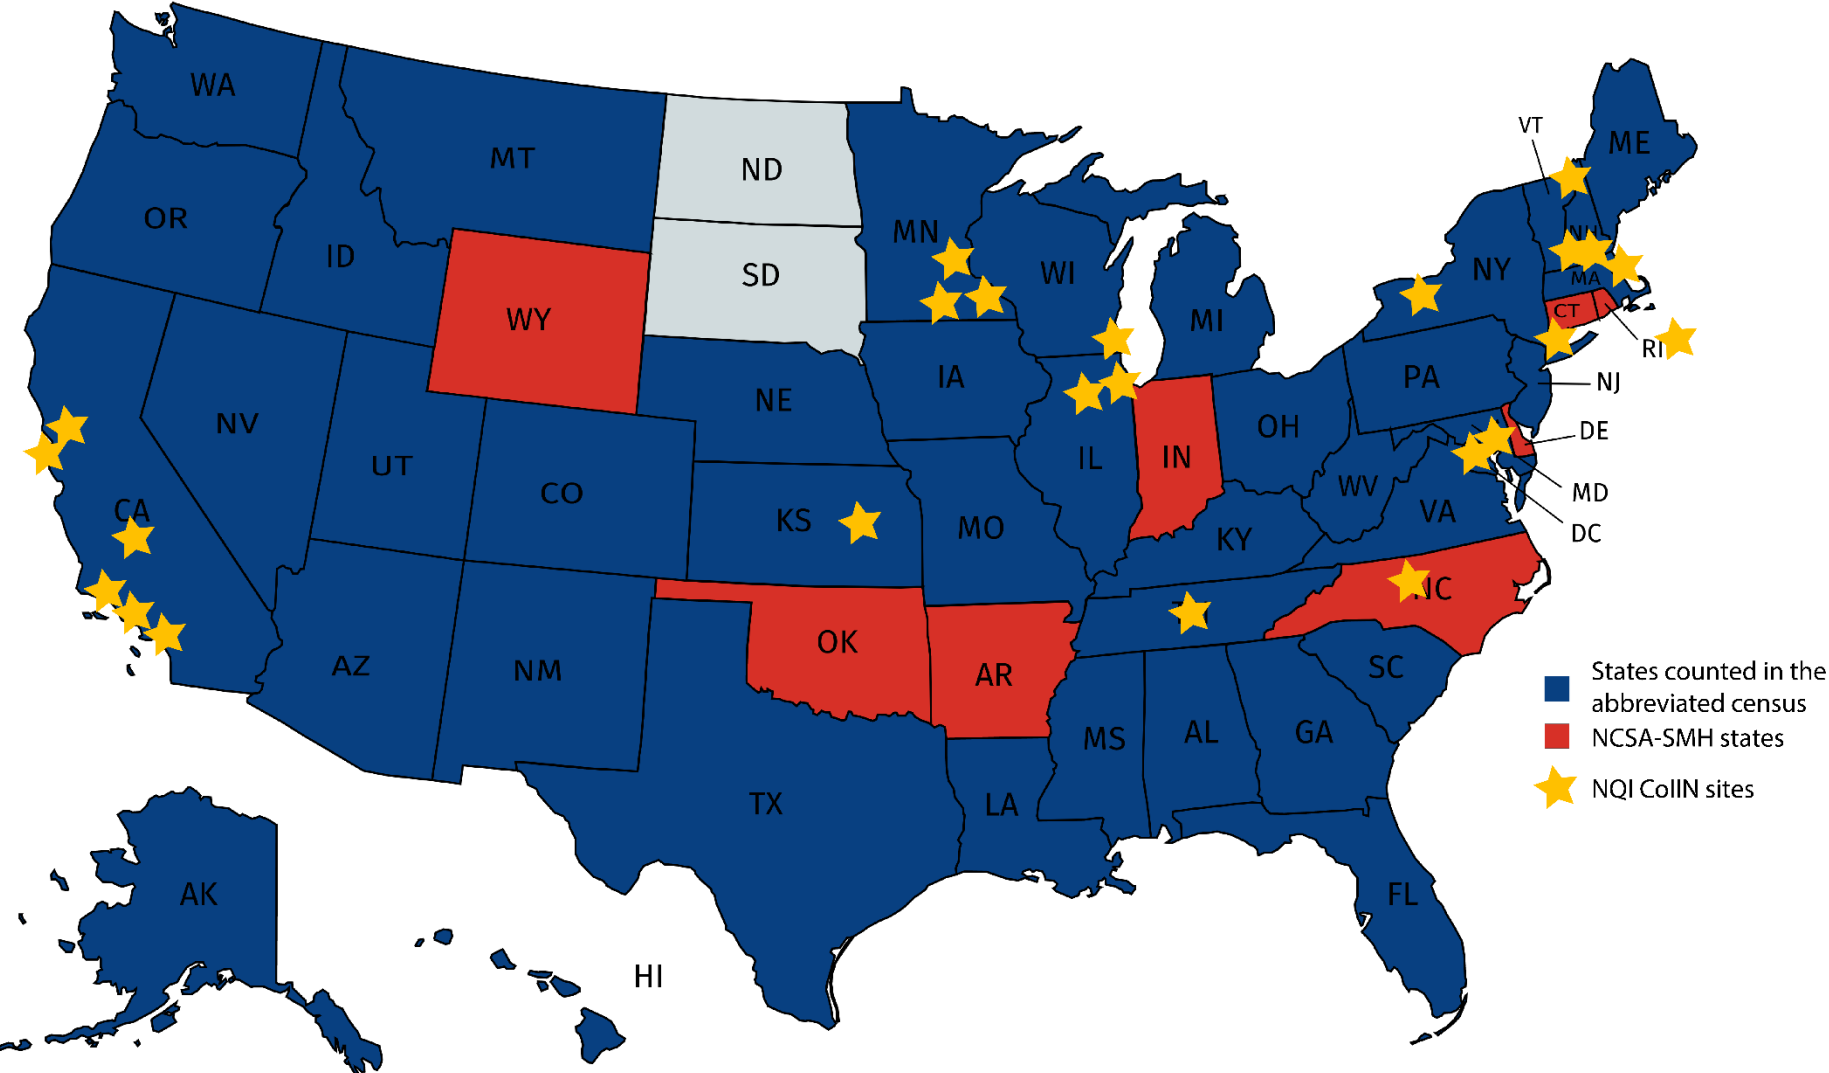 WA
MT
ND
ME
VT
OR
ID
MN
SD
WI
NY
MA
WY
MI
CT
RI
IA
PA
NJ
NE
NV
OH
DE
UT
CO
IL
IN
WV
MD
CA
KS
MO
VA
DC
KY
NC
OK
AZ
NM
AR
SC
MS
AL
GA
TX
LA
AK
FL
HI
States counted in the
abbreviated census
NCSA-SMH states
NQI CoIIN sites